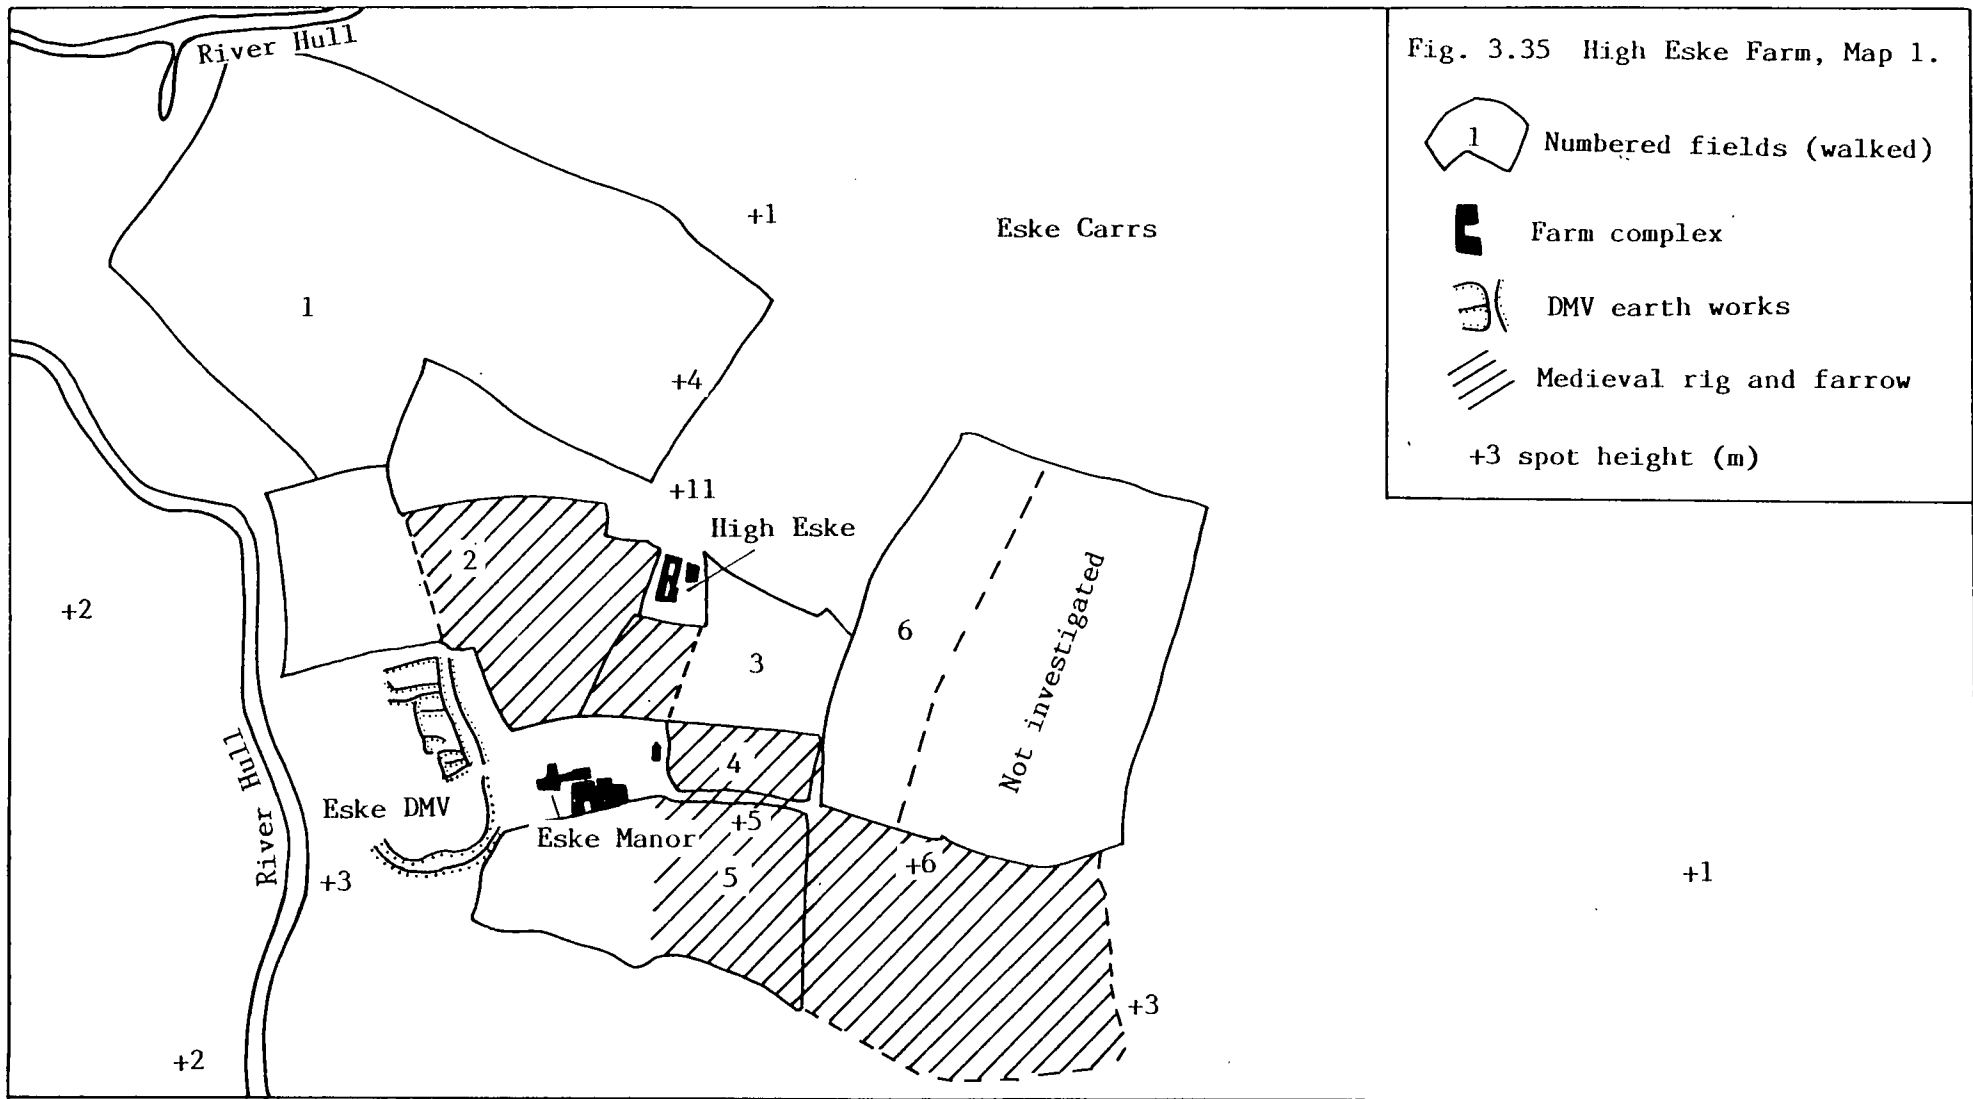 River Hull
Fig. 3.35 High Eske Farm, Map 1.
1 Numbered fields (walked)
Farm complex
DMV earth works
Medieval rig and farrow
+3 spot height (m)
+1
Eske Carrs
1
+4
+11
High Eske
2
+2
6
3
Not investigated
4
River Hull
Eske DMV
+5
Eske Manor
+6
5
+3
+1
+3
+2